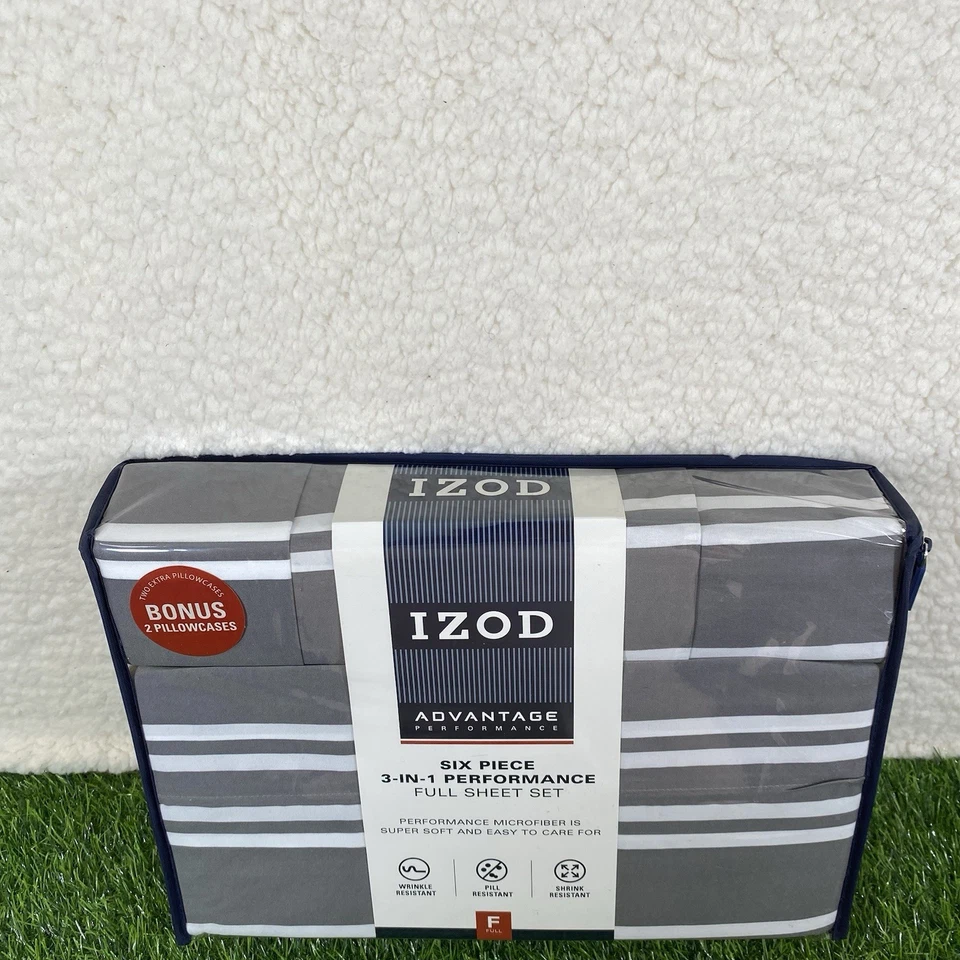 IZOD
TWO EXTRA PILLOWCASES
BONUS
2 PILLOWCASES
IZOD
ADVANTAGE
PERFORMANCE
SIX PIECE
3-IN-1 PERFORMANCE
FULL SHEET SET
PERFORMANCE MICROFIBER IS
SUPER SOFT AND EASY TO CARE FOR
WRINKLE
RESISTANT
PILL
RESISTANT
SHRINK
RESISTANT
F
FULL